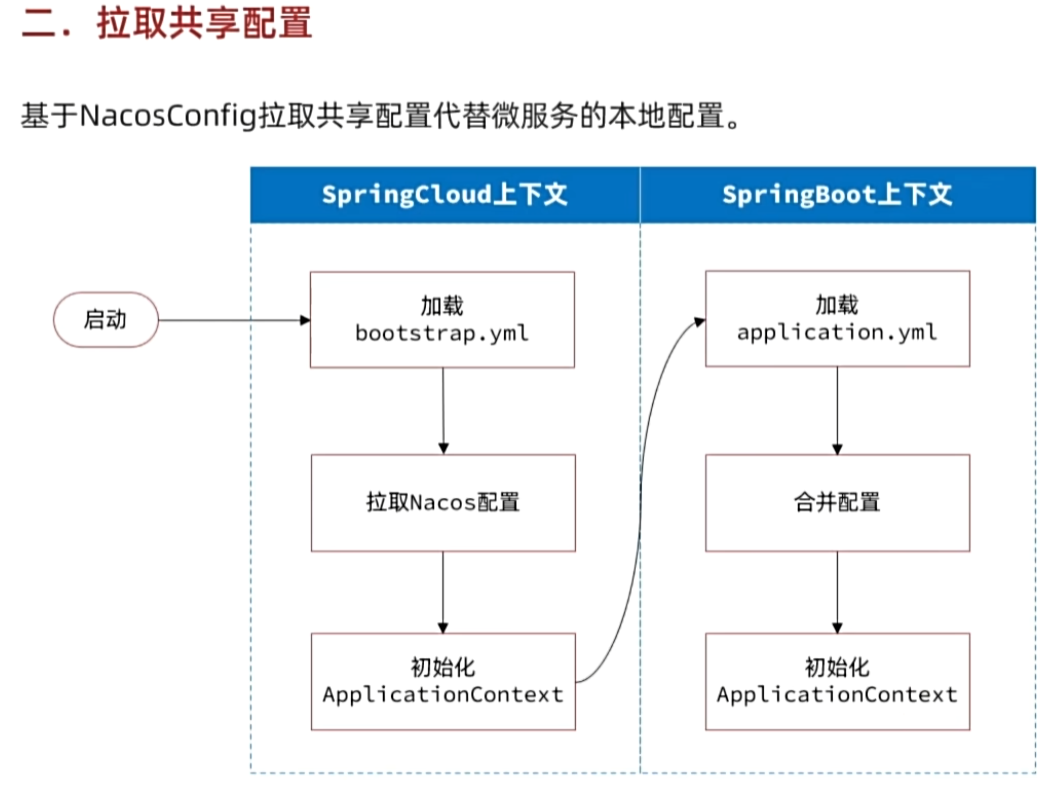 二．拉取共享配置
基于NacosConfig拉取共享配置代替微服务的本地配置。
SpringCloud上下文
SpringBoot上下文
启动
加载
bootstrap.yml
拉取Nacos配置
初始化
ApplicationContext
加载
application.yml
合并配置
初始化
ApplicationContext